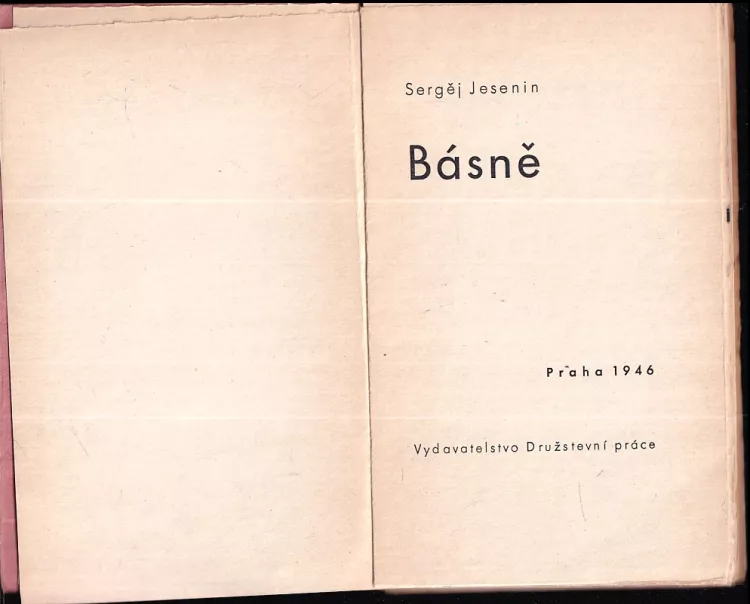 Sergěj Jesenin
Básně
Praha 1946
Vydavatelstvo Družstevní práce